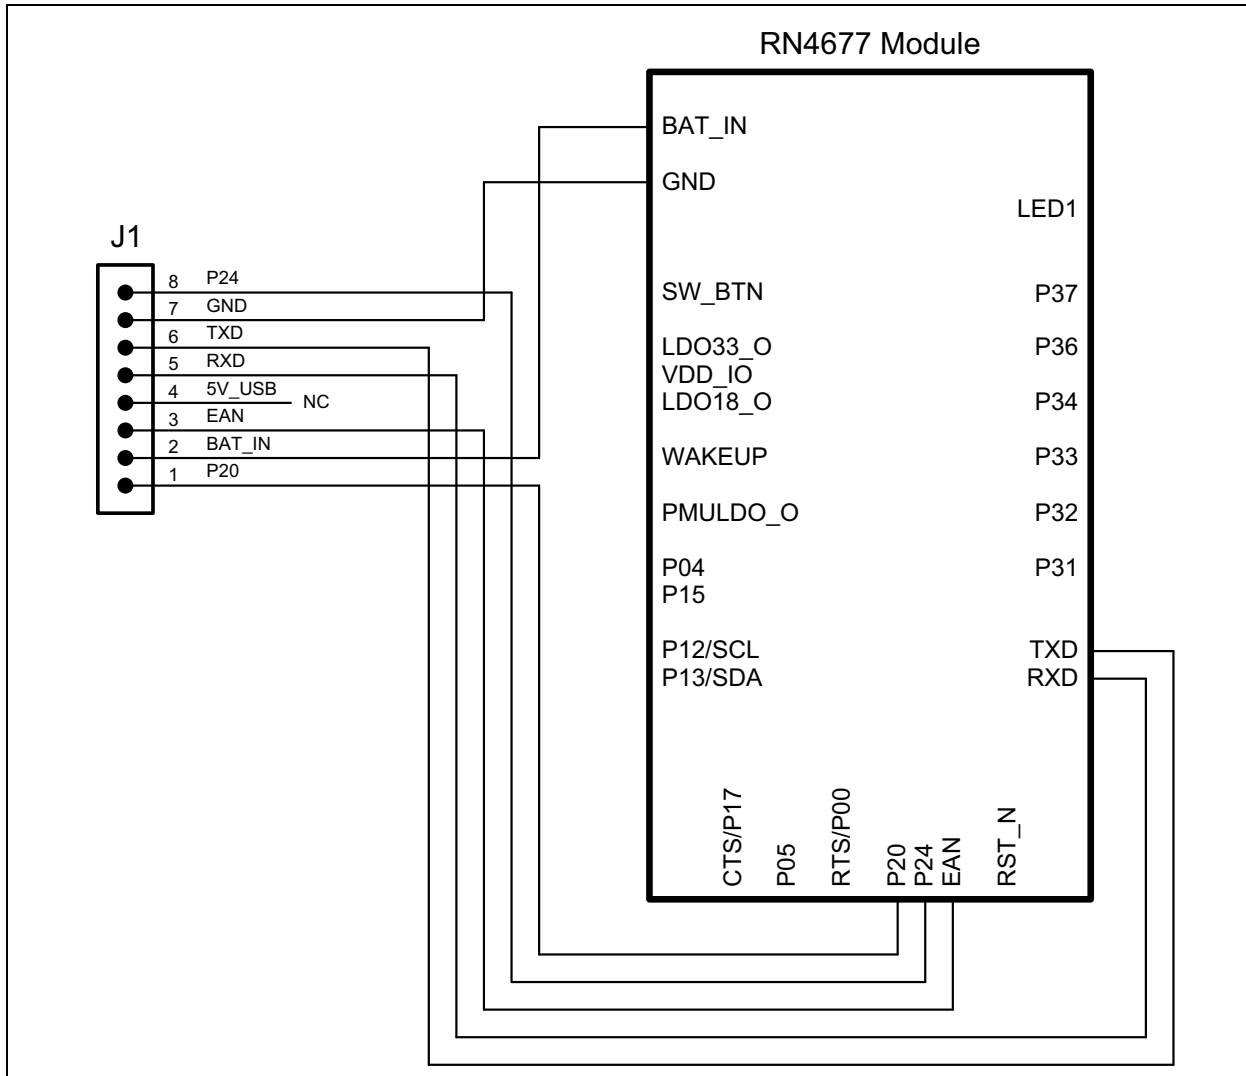 RN4677 Module
BAT_IN
GND
LED1
J1
8 P24
7 GND
6 TXD
5 RXD
4 5V_USB NC
3 EAN
2 BAT_IN
1 P20
SW_BTN P37
LDO33_O P36
VDD_IO
LDO18_O P34
WAKEUP P33
PMULDO_O P32
P04 P31
P15
P12/SCL TXD
P13/SDA RXD
CTS/P17
P05
RTS/P00
P20
P24
EAN
RST_N